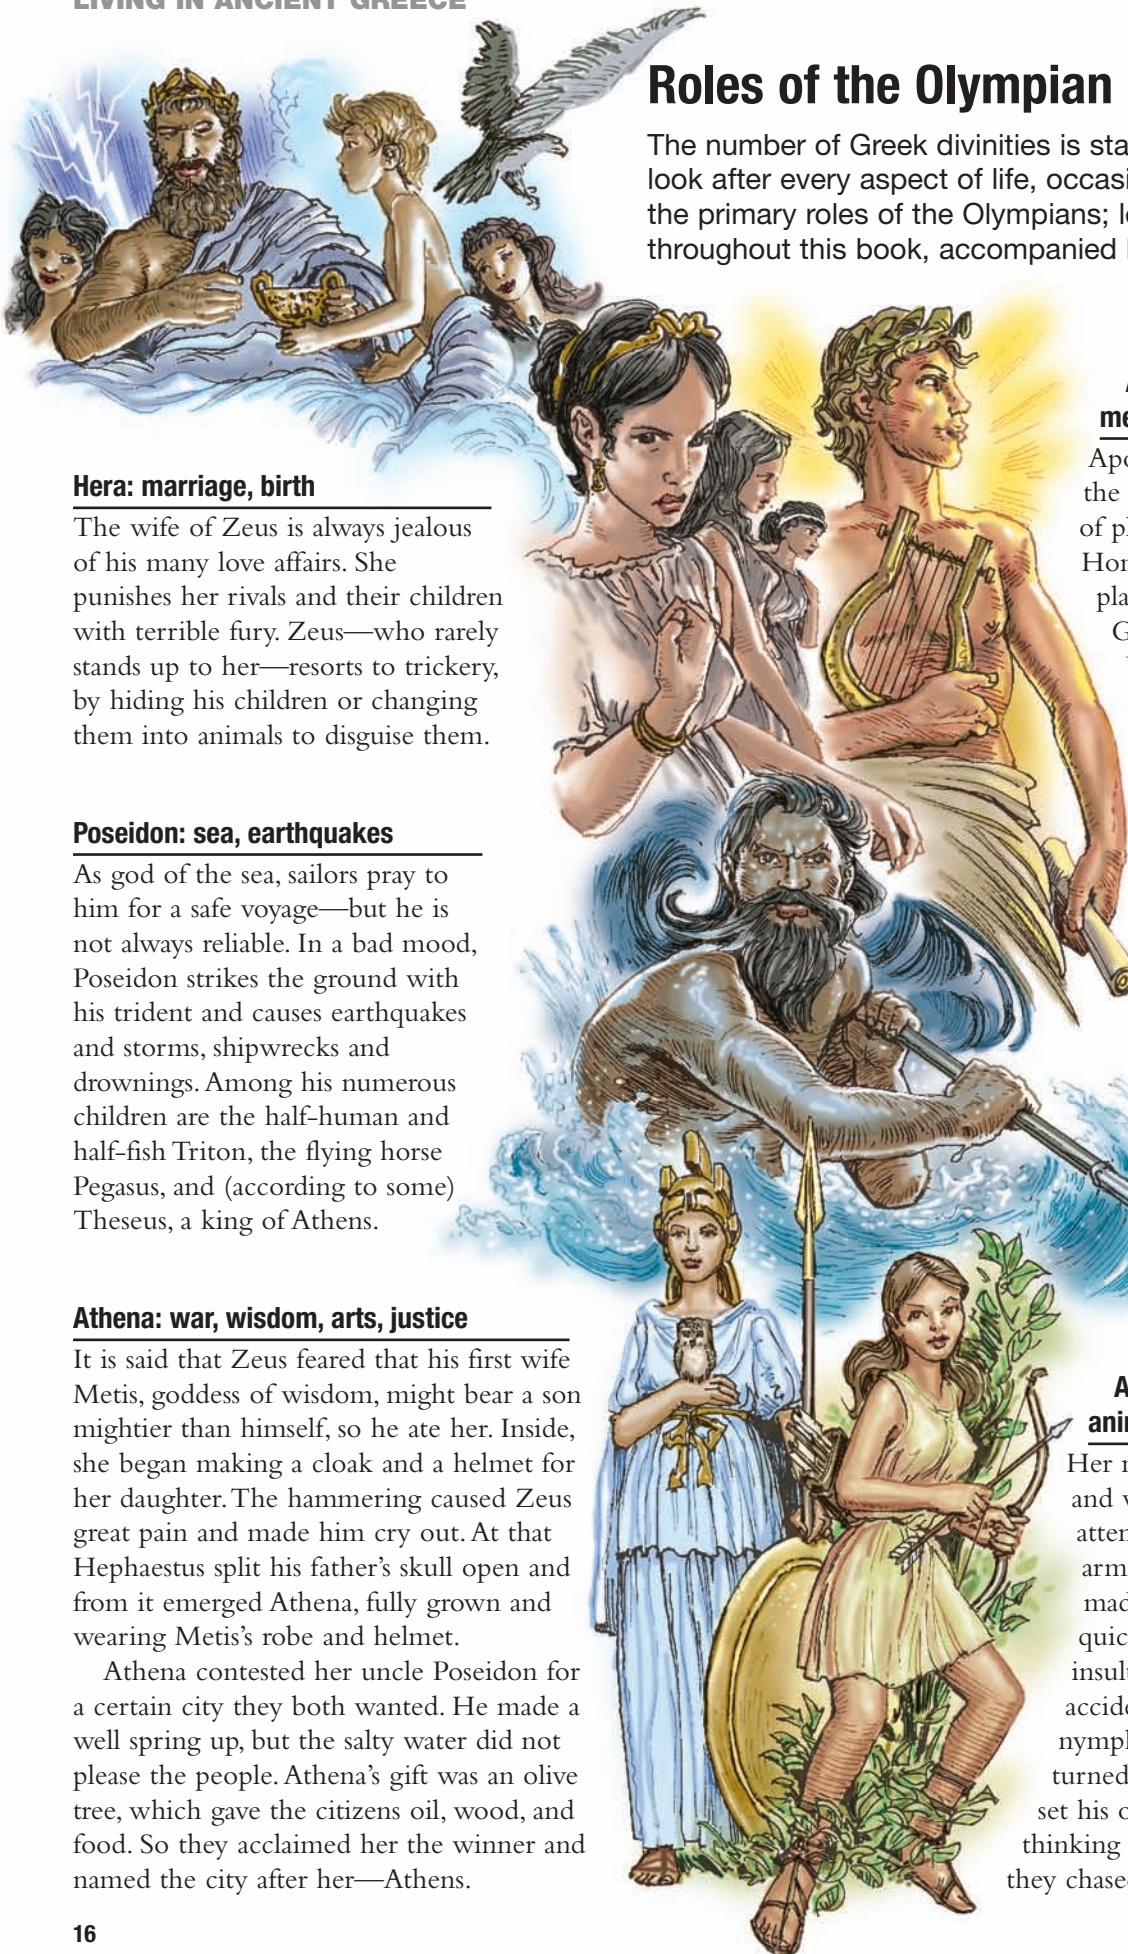 LIVING IN ANCIENT GREECE
Roles of the Olympian
The number of Greek divinities is
look after every aspect of life,
the primary roles of the Olympians;
throughout this book, accompanied
Hera: marriage, birth
The wife of Zeus is always jealous
of his many love affairs. She
punishes her rivals and their children
with terrible fury. Zeus—who rarely
stands up to her—resorts to trickery,
by hiding his children or changing
them into animals to disguise them.
Poseidon: sea, earthquakes
As god of the sea, sailors pray to
him for a safe voyage—but he is
not always reliable. In a bad mood,
Poseidon strikes the ground with
his trident and causes earthquakes
and storms, shipwrecks and
drownings. Among his numerous
children are the half-human and
half-fish Triton, the flying horse
Pegasus, and (according to some)
Theseus, a king of Athens.
Athena: war, wisdom, arts, justice
It is said that Zeus feared that his first wife
Metis, goddess of wisdom, might bear a son
mightier than himself, so he ate her. Inside,
she began making a cloak and a helmet for
her daughter. The hammering caused Zeus
great pain and made him cry out. At that
Hephaestus split his father's skull open and
from it emerged Athena, fully grown and
wearing Metis's robe and helmet.
Athena contested her uncle Poseidon for
a certain city they both wanted. He made a
well spring up, but the salty water did not
please the people. Athena's gift was an olive
tree, which gave the citizens oil, wood, and
food. So they acclaimed her the winner and
named the city after her—Athens.
16
the
of
Her
and
turned
set his
thinking
they